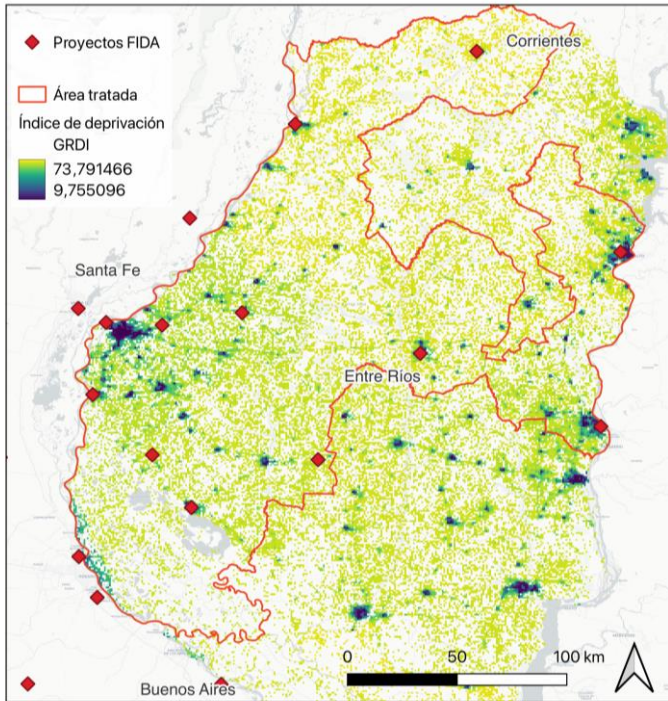 Proyectos FIDA
Área tratada
Índice de deprivación
GRDI
73,791466
9,755096
Corrientes
Santa Fe
Entre Ríos
Buenos Aires
0 50 100 km